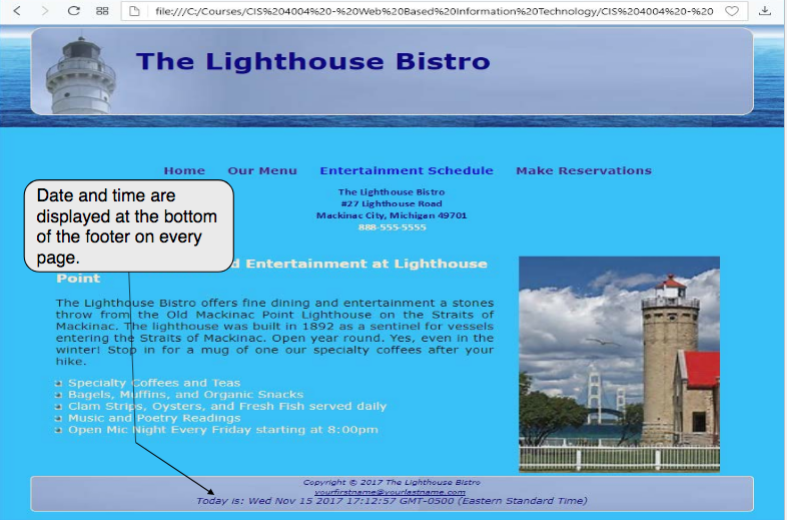 file:///C:/Courses/CIS%204004%20-%20Web%20Based%20Information%20Technology/CIS%204004%20-%20
The Lighthouse Bistro
Home Our Menu Entertainment Schedule Make Reservations
The Lighthouse Bistro
#27 Lighthouse Road
Mackinac City, Michigan 49701
888-555-5555
Date and time are
displayed at the bottom
of the footer on every
page.
d Entertainment at Lighthouse
Point
The Lighthouse Bistro offers fine dining and entertainment a stones
throw from the Old Mackinac Point Lighthouse on the Straits of
Mackinac. The lighthouse was built in 1892 as a sentinel for vessels
entering the Straits of Mackinac. Open year round. Yes, even in the
winter! Stop in for a mug of one our specialty coffees after your
hike.
Specialty Coffees and Teas
Bagels, Muffins, and Organic Snacks
Clam Strips, Oysters, and Fresh Fish served daily
Music and Poetry Readings
Open Mic Night Every Friday starting at 8:00pm
Copyright © 2017 The Lighthouse Bistro
yourfirstname@yourlastname.com
Today is: Wed Nov 15 2017 17:12:57 GMT-0500 (Eastern Standard Time)